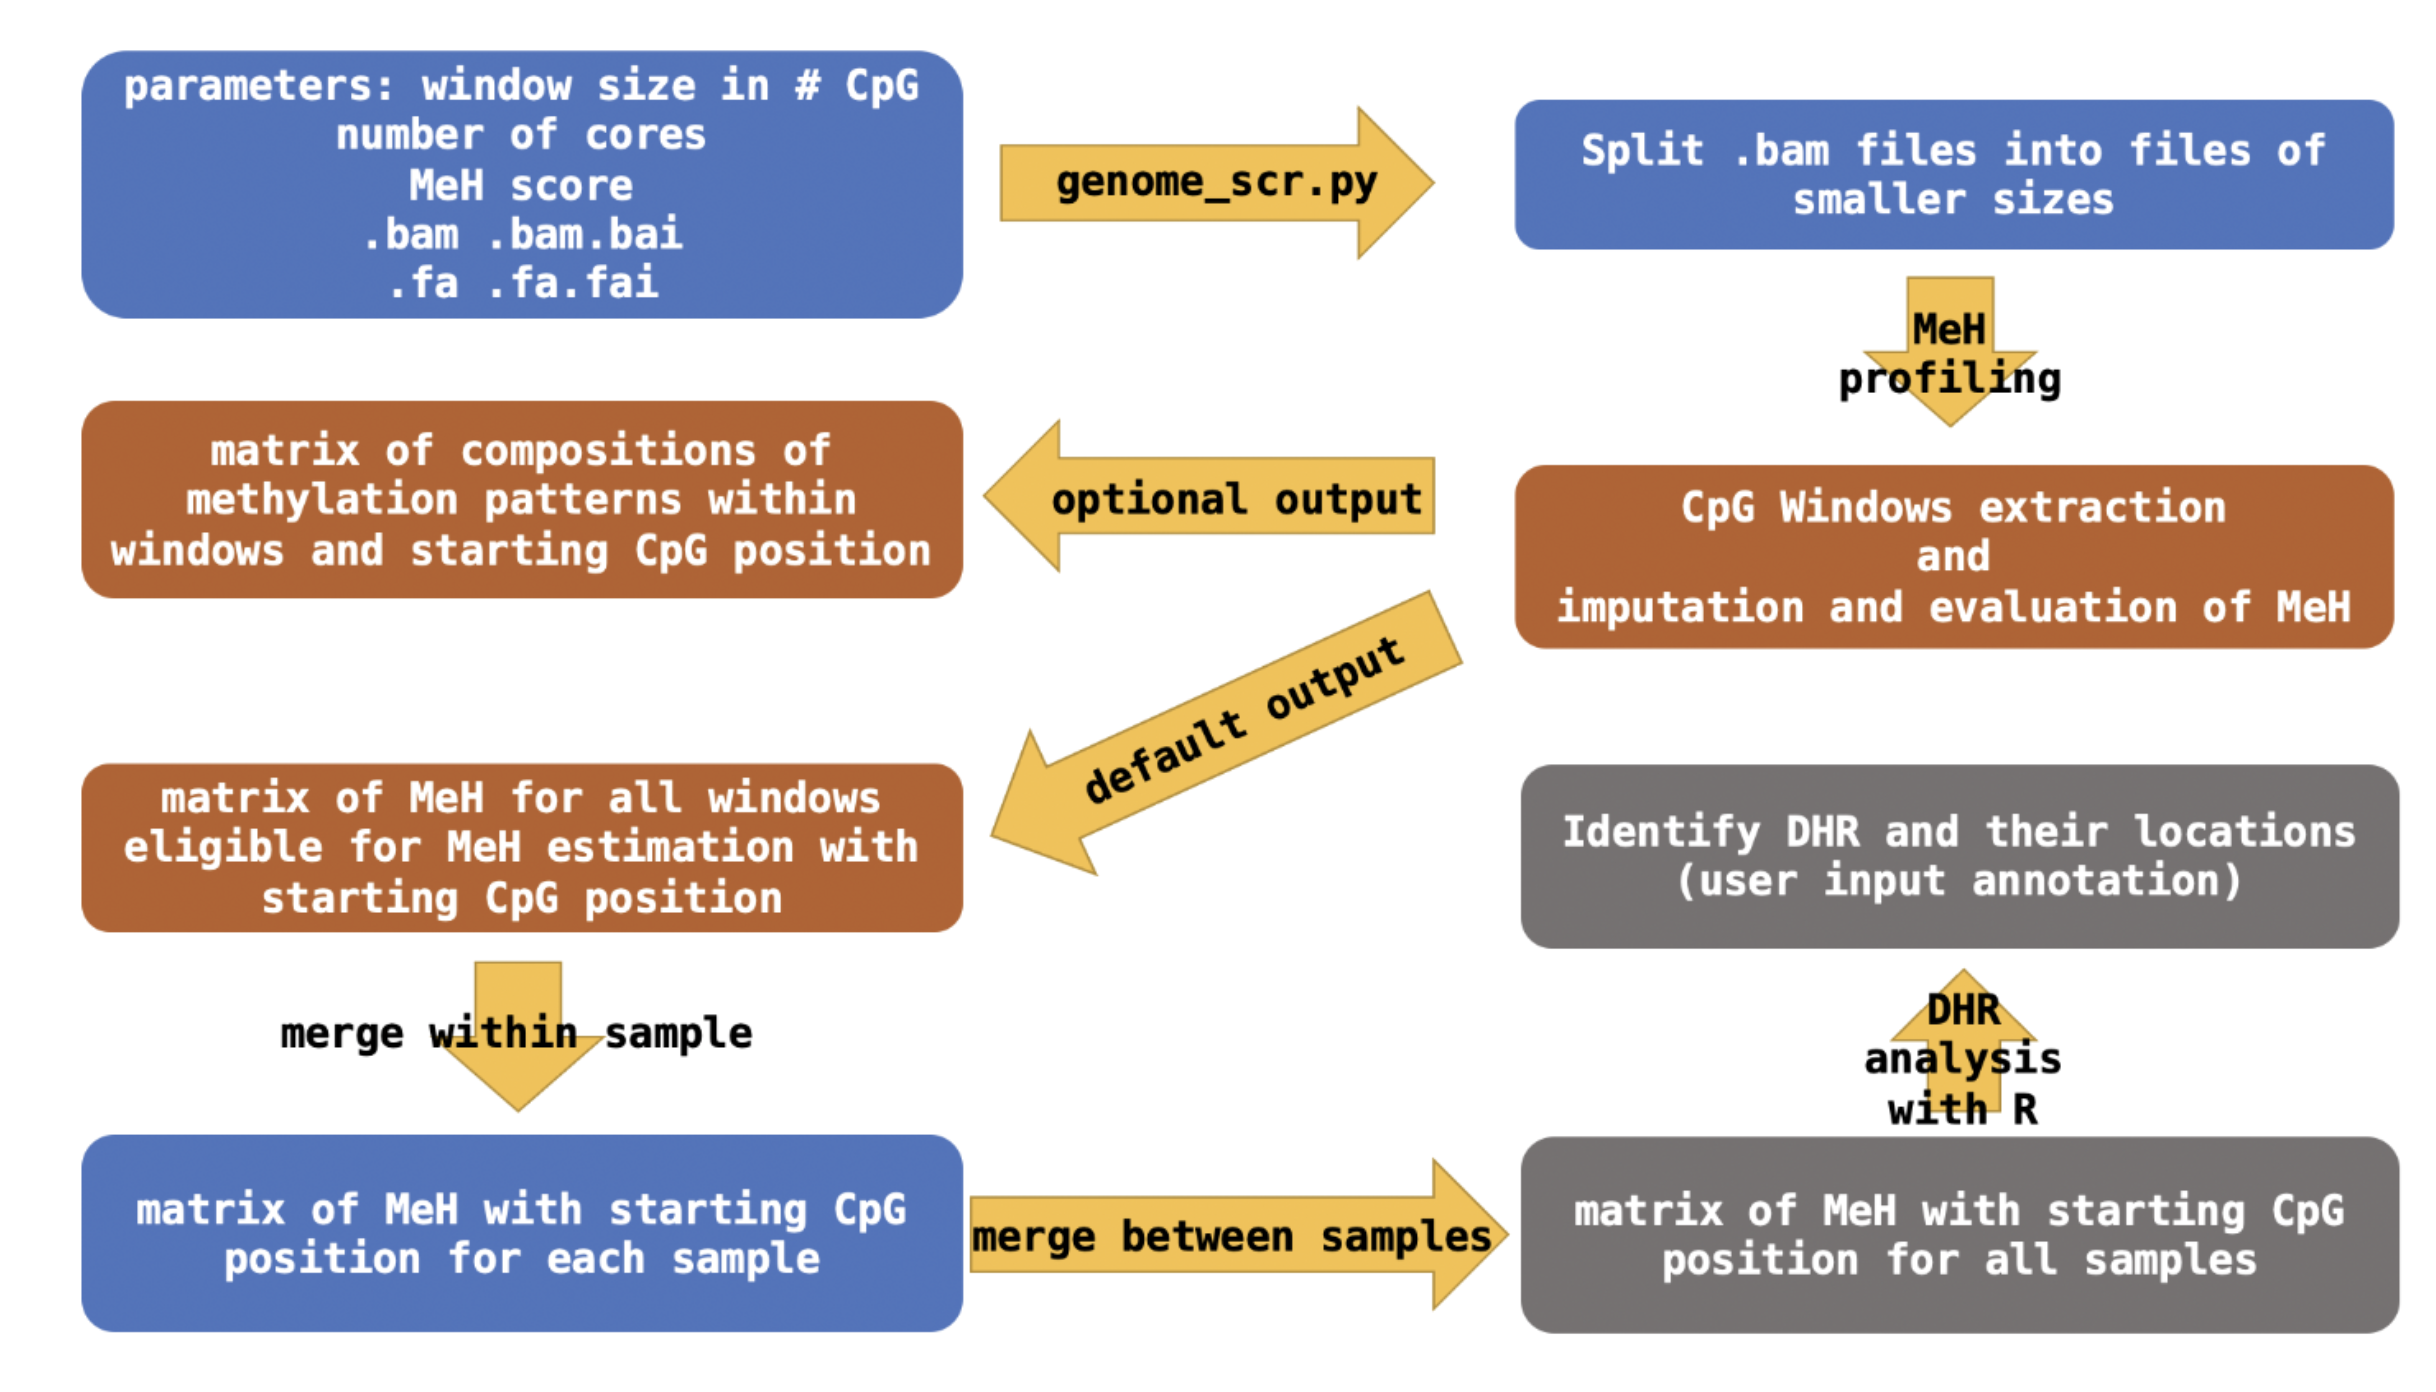 parameters: window size in # CpG
number of cores
MeH score
.bam .bam.bai
.fa .fa.fai
genome_scr.py
Split .bam files into files of
smaller sizes
MeH
profiling
CpG Windows extraction
and
imputation and evaluation of MeH
optional output
matrix of compositions of
methylation patterns within
windows and starting CpG position
default output
matrix of MeH for all windows
eligible for MeH estimation with
starting CpG position
merge within sample
matrix of MeH with starting CpG
position for each sample
merge between samples
matrix of MeH with starting CpG
position for all samples
DHR
analysis
with R
Identify DHR and their locations
(user input annotation)